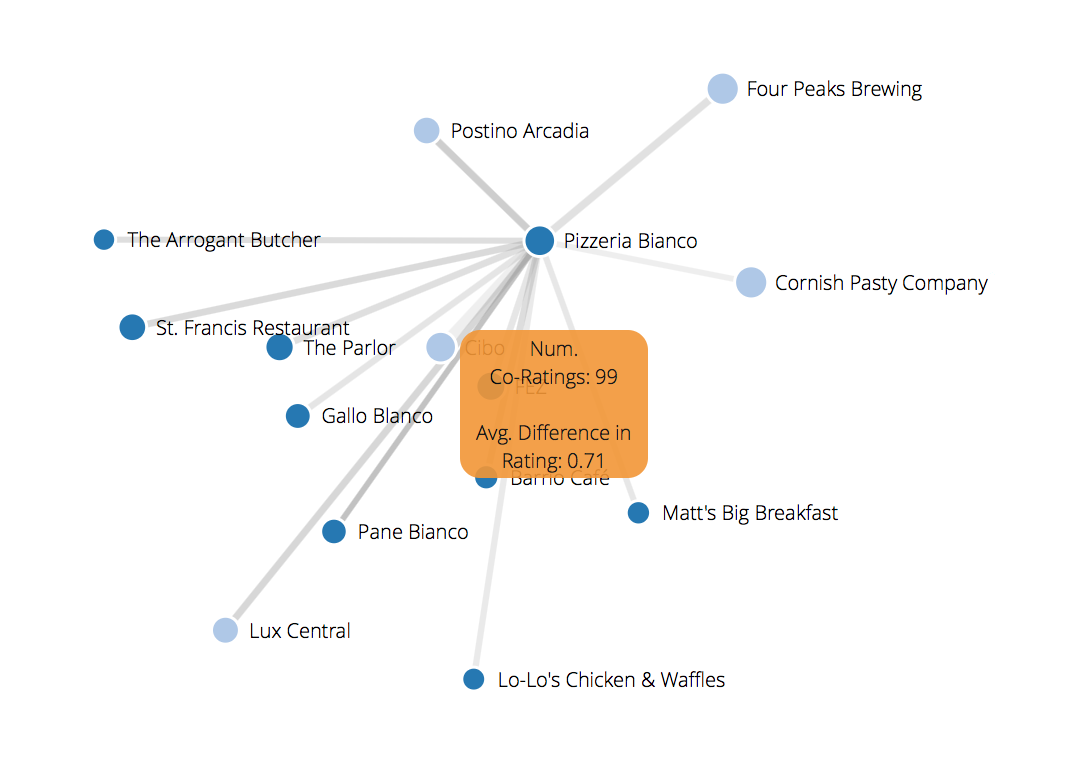 Four Peaks Brewing
Postino Arcadia
The Arrogant Butcher
Pizzeria Bianco
Cornish Pasty Company
St. Francis Restaurant
The Parlor
Cibo
Num.
Co-Ratings: 99
FEZ
Gallo Blanco
Avg. Difference in
Rating: 0.71
Barrio Café
Matt's Big Breakfast
Pane Bianco
Lux Central
Lo-Lo's Chicken & Waffles